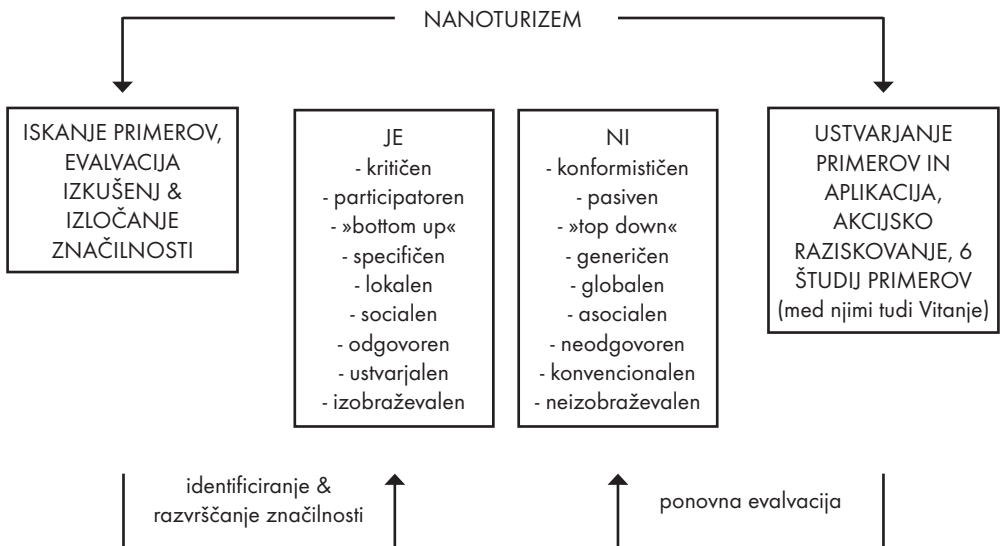 NANOTURIZEM
ISKANJE PRIMEROV,
EVALVACIJA
IZKUŠENJ &
IZLOČANJE
ZNAČILNOSTI
JE
- kritičen
- participatoren
- »bottom up«
- specifičen
- lokalen
- socialen
- odgovoren
- ustvarjalen
- izobraževalen
NI
- konformističen
- pasiven
- »top down«
- generičen
- globalen
- asocialen
- neodgovoren
- konvencionalen
- neizobraževalen
USTVARJANJE
PRIMEROV IN
APLIKACIJA,
AKCIJSKO
RAZISKOVANJE, 6
ŠTUDIJ PRIMEROV
(med njimi tudi Vitanje)
identificiranje &
razvrščanje značilnosti
ponovna evalvacija